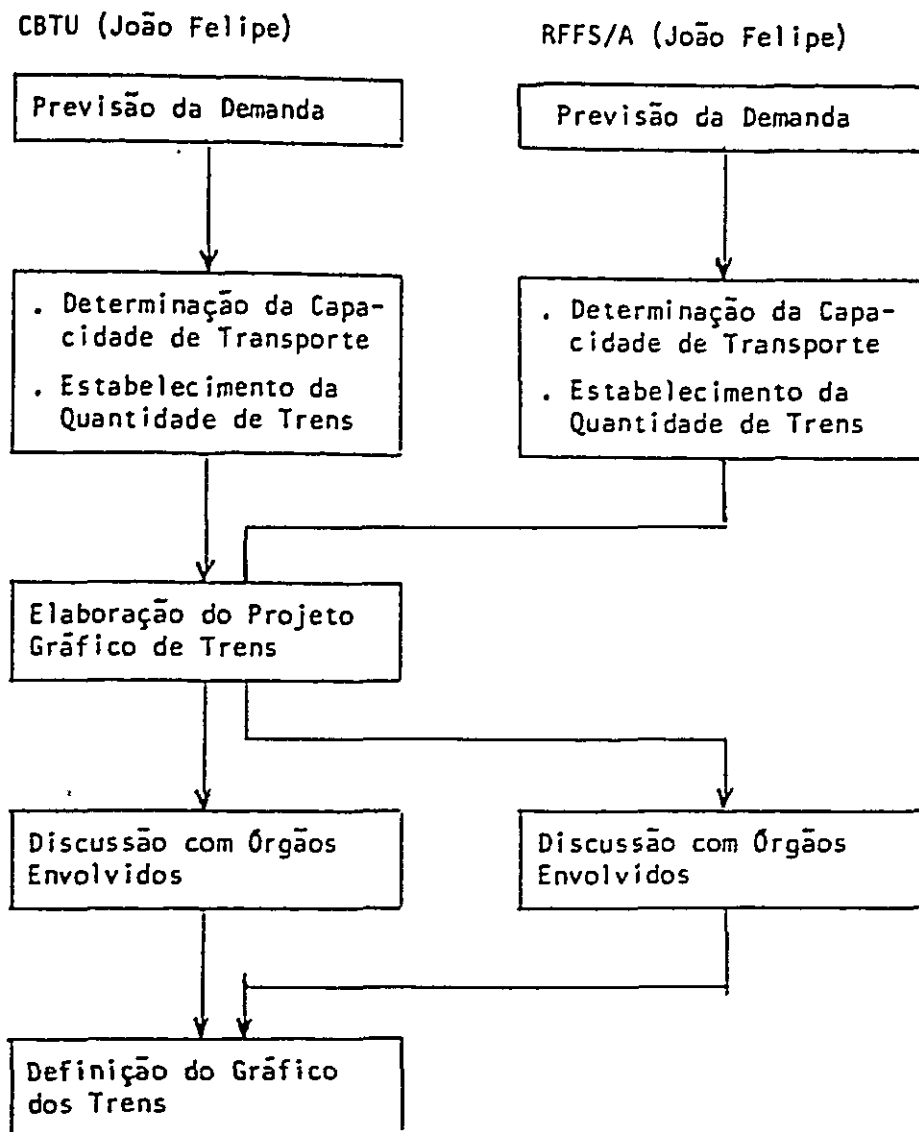 CBTU (João Felipe)
RFFS/A (João Felipe)
Previsão da Demanda
Previsão da Demanda
. Determinação da Capa-
cidade de Transporte
. Estabelecimento da
Quantidade de Trens
. Determinação da Capa-
cidade de Transporte
. Estabelecimento da
Quantidade de Trens
Elaboração do Projeto
Gráfico de Trens
Discussão com Órgãos
Envolvidos
Discussão com Órgãos
Envolvidos
Definição do Gráfico
dos Trens